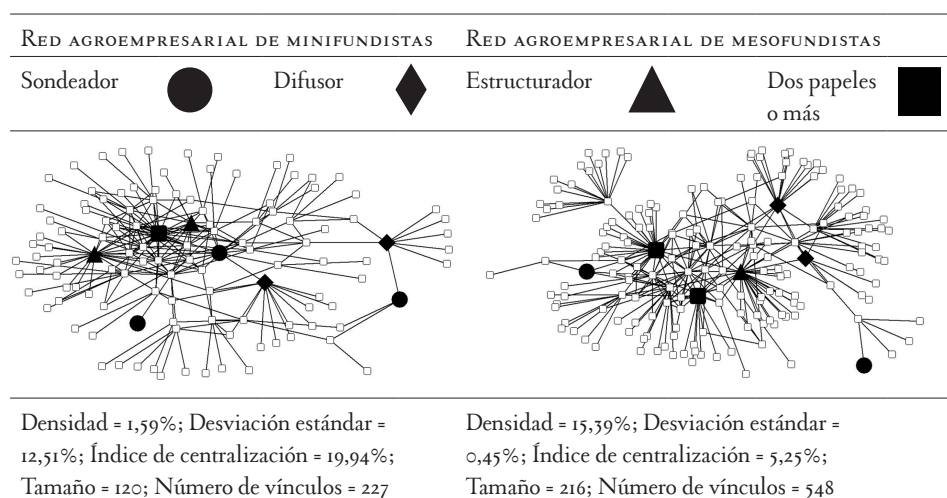 Red agroempresarial de minifundistas Red agroempresarial de mesofundistas
Sondeador Difusor Estructurador Dos papeles
o más
Densidad = 1,59%; Desviación estándar =
12,51%; Índice de centralización = 19,94%;
Tamaño = 120; Número de vínculos = 227
Densidad = 15,39%; Desviación estándar =
0,45%; Índice de centralización = 5,25%;
Tamaño = 216; Número de vínculos = 548